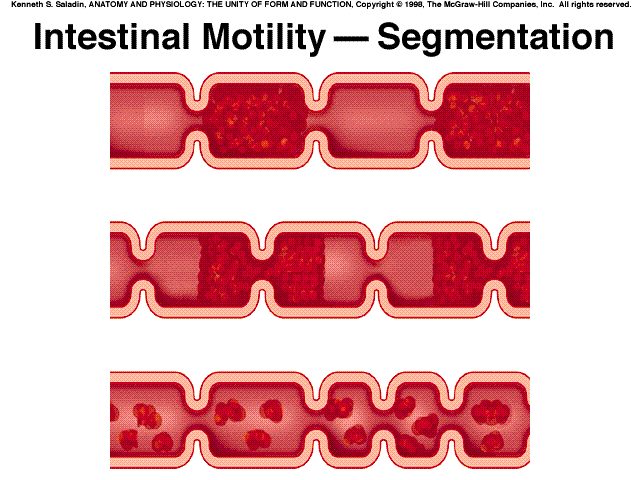 Kenneth S. Saladin, ANATOMY AND PHYSIOLOGY: THE UNITY OF FORM AND FUNCTION, Copyright © 1998, The McGraw-Hill Companies, Inc. All rights reserved.
Intestinal Motility — Segmentation